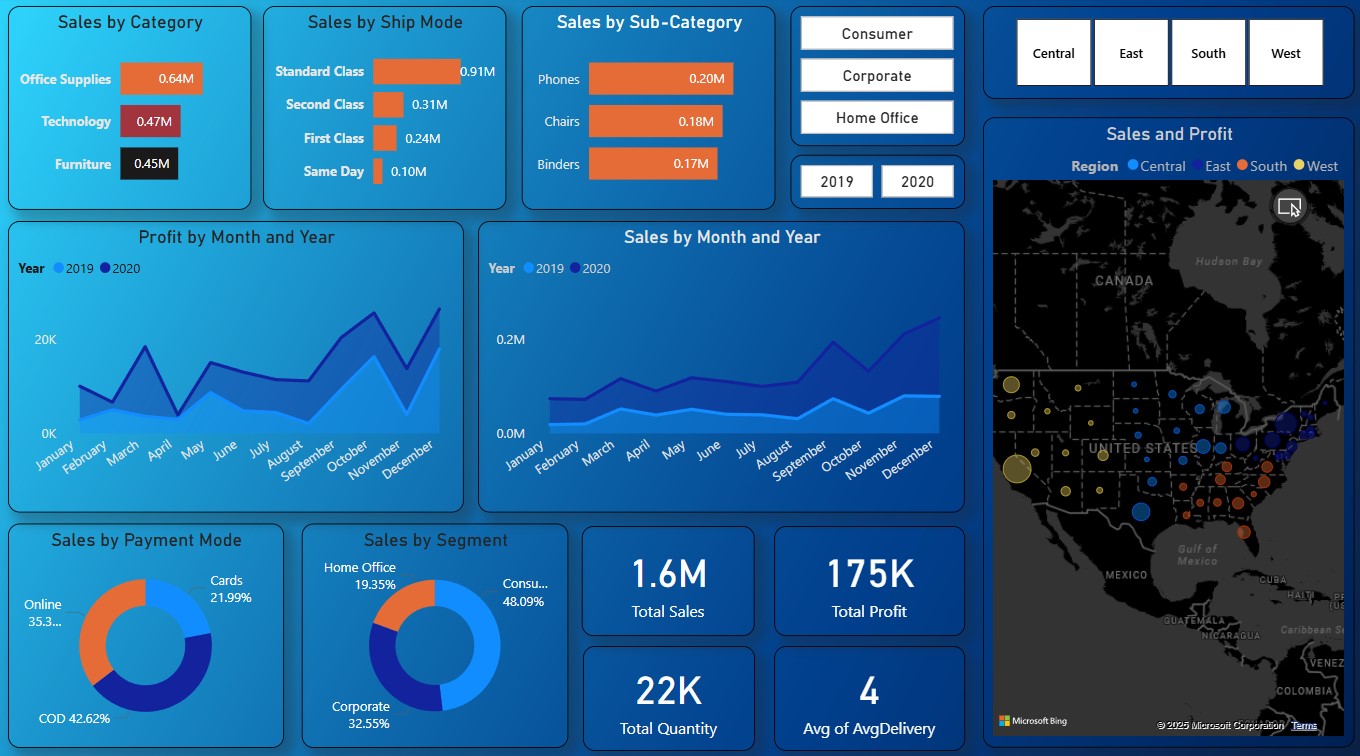 Sales by Category
Office Supplies 0.64M
Technology 0.47M
Furniture 0.45M
Sales by Ship Mode
Standard Class 0.91M
Second Class 0.31M
First Class 0.24M
Same Day 0.10M
Sales by Sub-Category
Phones 0.20M
Chairs 0.18M
Binders 0.17M
Consumer
Corporate
Home Office
2019 2020
Central East South West
Profit by Month and Year
Year 2019 2020
20K
0K
January February March April May June July August September October November December
Sales by Month and Year
Year 2019 2020
0.2M
0.0M
January February March April May June July August September October November December
Sales and Profit
Region Central East South West
Hudson Bay
CANADA
UNITED STATES
Gulf of
Mexico
MEXICO
CUBA
HAITI
GUATEMALA
NICARAGUA
Caribbean Se
VENEZ
COLOMBIA
Microsoft Bing
© 2025 Microsoft Corporation Terms
Sales by Payment Mode
Cards
21.99%
Online
35.3...
COD 42.62%
Sales by Segment
Home Office
19.35%
Consu...
48.09%
Corporate
32.55%
1.6M
Total Sales
175K
Total Profit
22K
Total Quantity
4
Avg of AvgDelivery